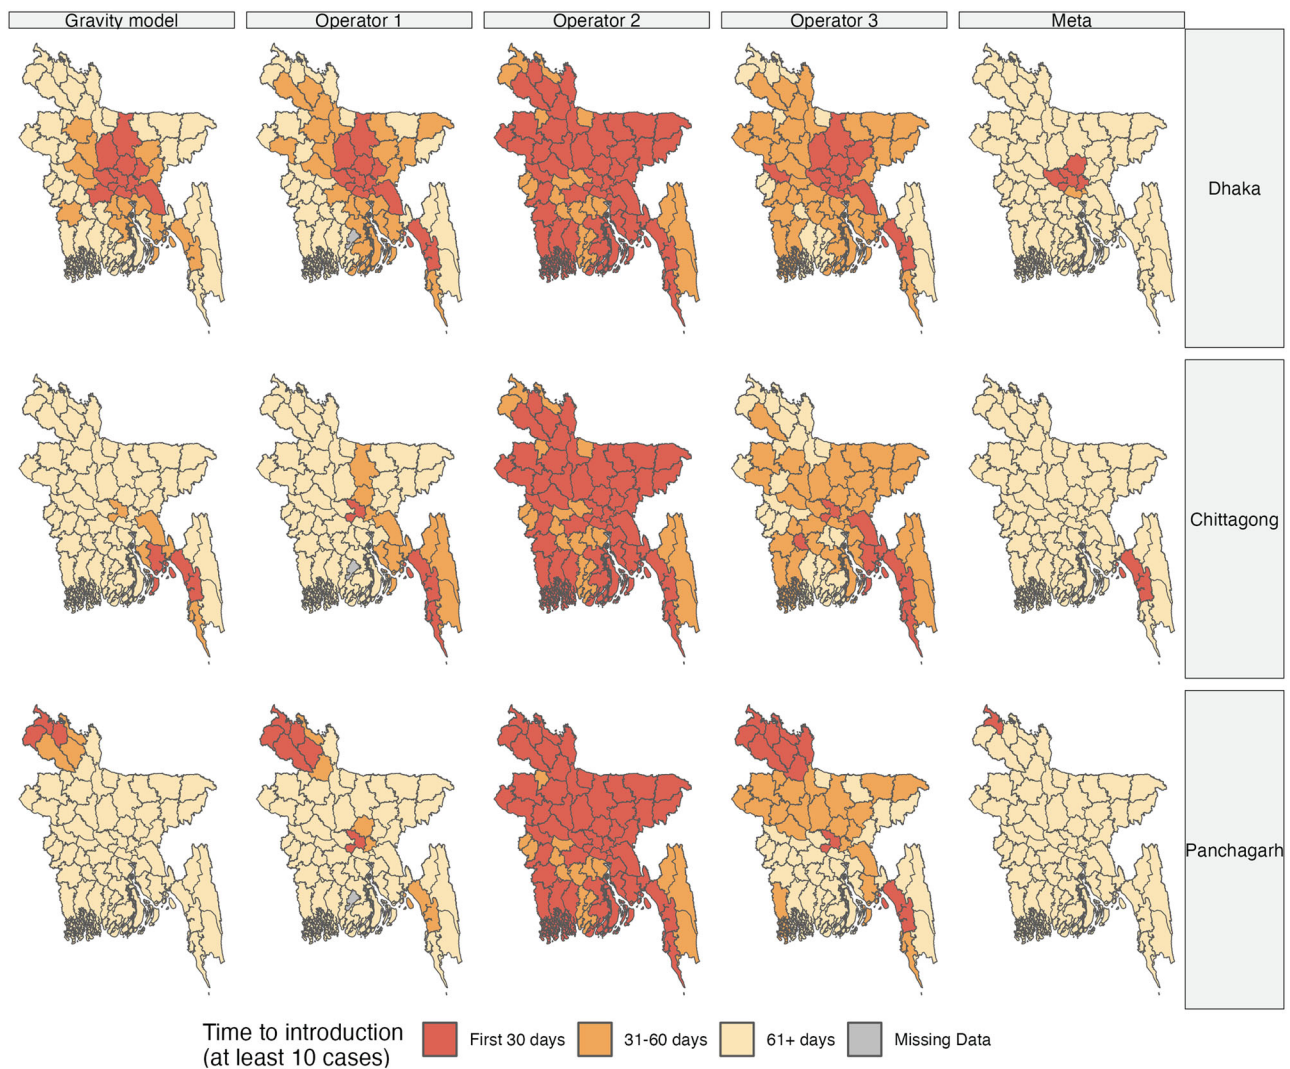 Gravity model
Operator 1
Operator 2
Operator 3
Meta
Dhaka
Chittagong
Panchagarh
Time to introduction
(at least 10 cases)
First 30 days
31-60 days
61+ days
Missing Data